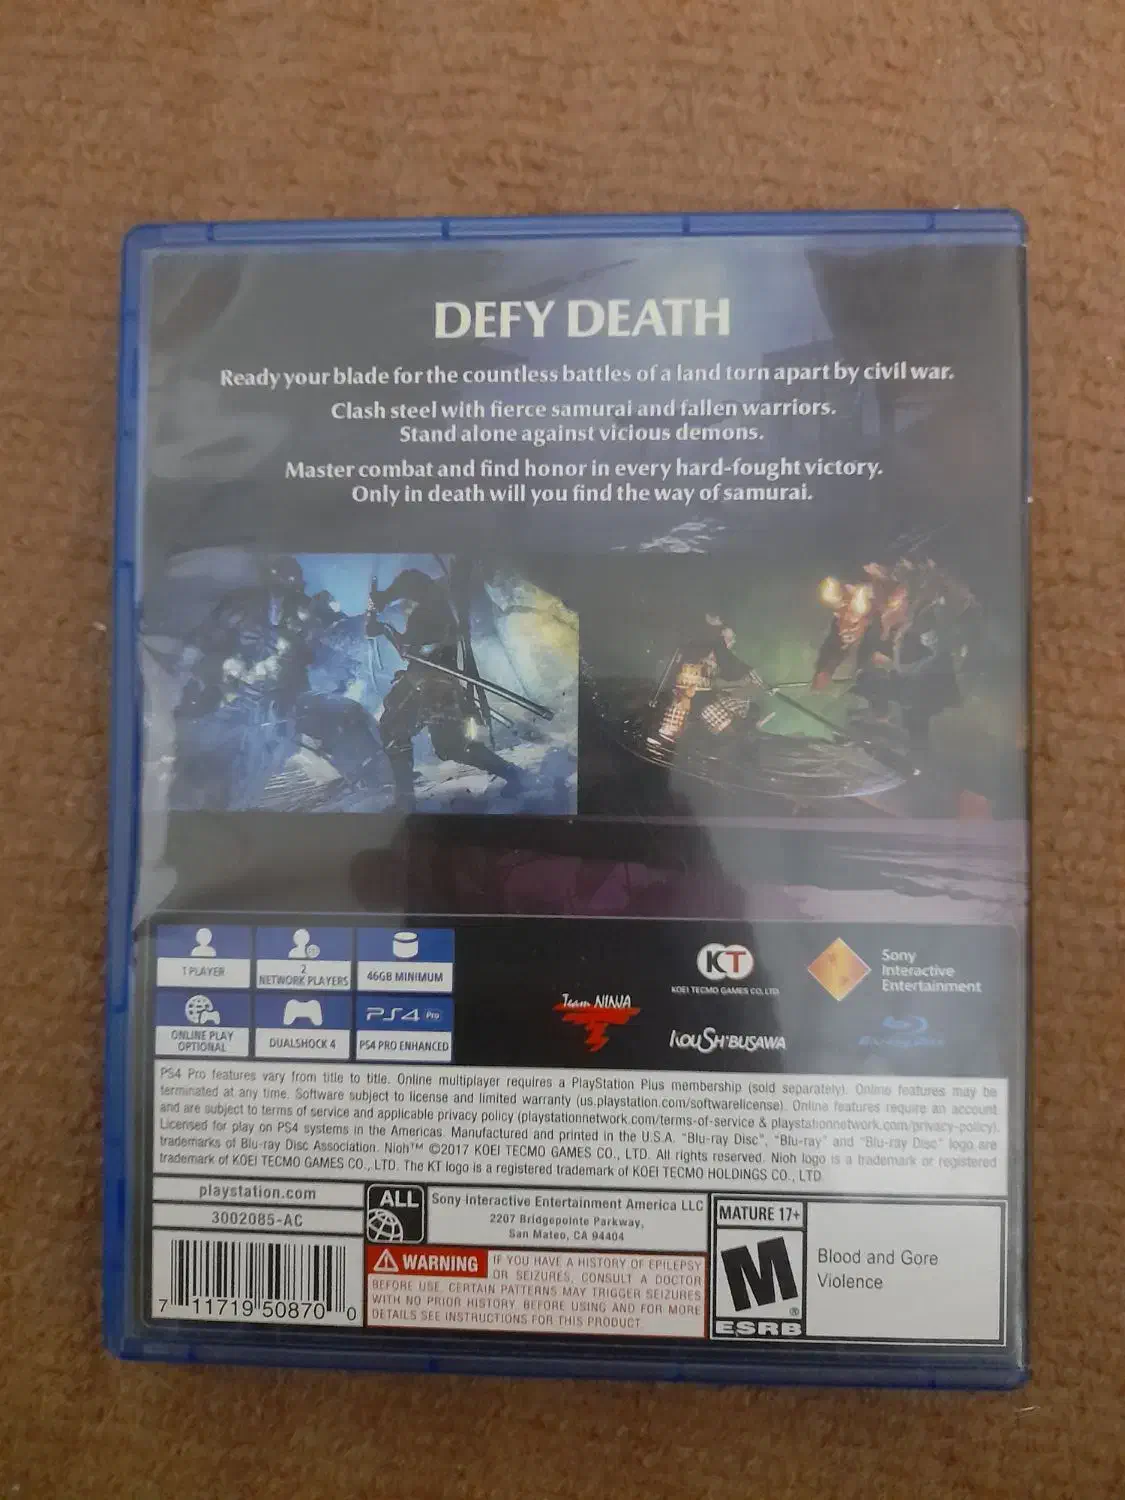 DEFY DEATH
Ready your blade for the countless battles of a land torn apart by civil war.
Clash steel with fierce samurai and fallen warriors.
Stand alone against vicious demons.
Master combat and find honor in every hard-fought victory.
Only in death will you find the way of samurai.
1 PLAYER
2
NETWORK PLAYERS
46GB MINIMUM
ONLINE PLAY
OPTIONAL
DUALSHOCK 4
PS4 Pro
PS4 PRO ENHANCED
Team NINJA
KT
KOEI TECMO GAMES CO., LTD.
KOU SHIBUSAWA
Sony
Interactive
Entertainment
Blu-ray Disc
PS4 Pro features vary from title to title. Online multiplayer requires a PlayStation Plus membership (sold separately). Online features may be
terminated at any time. Software subject to license and limited warranty (us.playstation.com/softwarelicense). Online features require an account
and are subject to terms of service and applicable privacy policy (playstationnetwork.com/terms-of-service & playstationnetwork.com/privacy-policy).
Licensed for play on PS4 systems in the Americas. Manufactured and printed in the U.S.A. "Blu-ray Disc", "Blu-ray" and "Blu-ray Disc" logo are
trademarks of Blu-ray Disc Association. Nioh™ ©2017 KOEI TECMO GAMES CO., LTD. All rights reserved. Nioh logo is a trademark or registered
trademark of KOEI TECMO GAMES CO., LTD. The KT logo is a registered trademark of KOEI TECMO HOLDINGS CO., LTD.
playstation.com
3002085-AC
7 11719 50870 0
ALL
Sony Interactive Entertainment America LLC
2207 Bridgepointe Parkway,
San Mateo, CA 94404
WARNING IF YOU HAVE A HISTORY OF EPILEPSY
OR SEIZURES, CONSULT A DOCTOR
BEFORE USE. CERTAIN PATTERNS MAY TRIGGER SEIZURES
WITH NO PRIOR HISTORY. BEFORE USING AND FOR MORE
DETAILS SEE INSTRUCTIONS FOR THIS PRODUCT.
MATURE 17+
M
®
ESRB
Blood and Gore
Violence